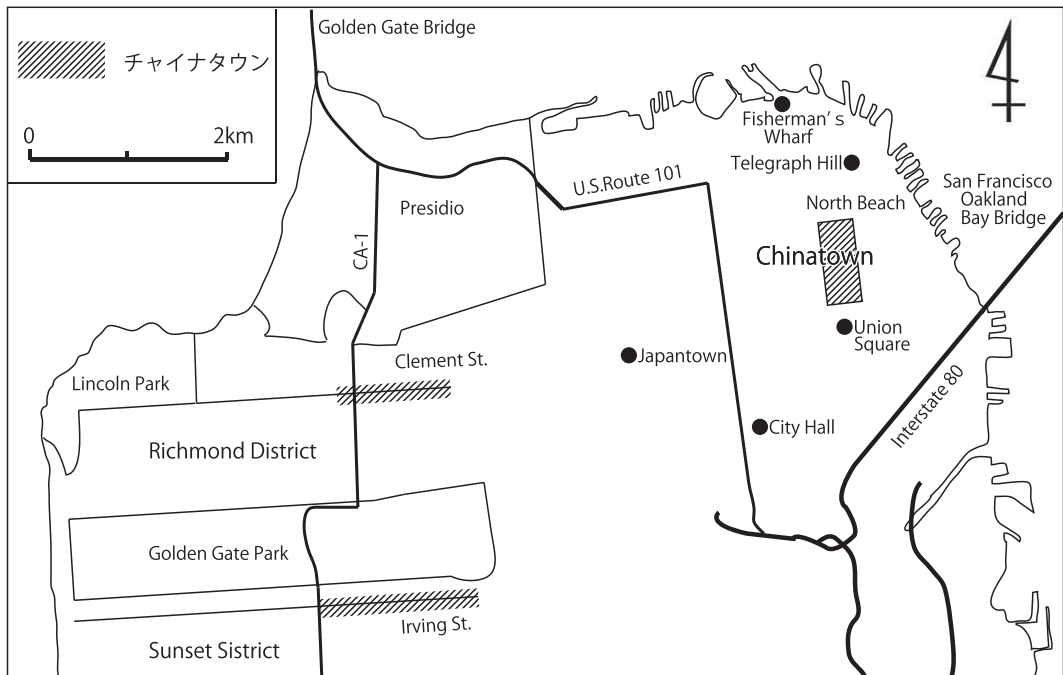 Golden Gate Bridge
チャイナタウン
0
2km
Fisherman's
Wharf
Telegraph Hill
U.S.Route 101
San Francisco
Oakland
Bay Bridge
North Beach
Presidio
CA-1
Chinatown
Union
Square
Clement St.
Japantown
Lincoln Park
Interstate 80
City Hall
Richmond District
Golden Gate Park
Irving St.
Sunset Sistrict